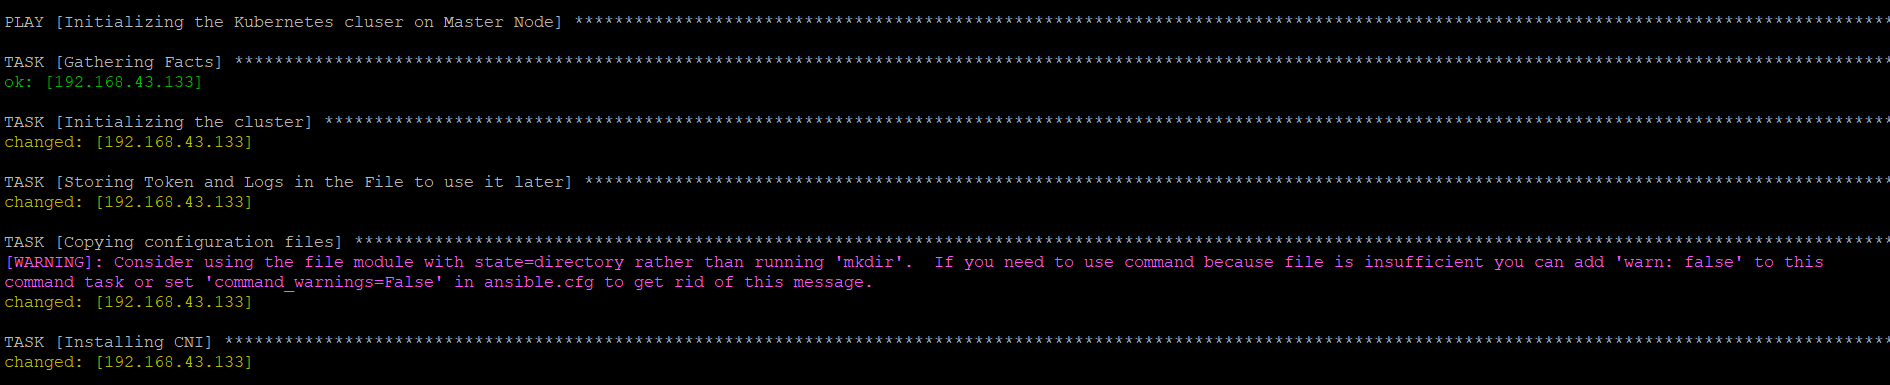 PLAY [Initializing the Kubernetes cluser on Master Node] ************************************************************************************************************************************
TASK [Gathering Facts] **********************************************************************************************************************************************************************
ok: [192.168.43.133]
TASK [Initializing the cluster] *************************************************************************************************************************************************************
changed: [192.168.43.133]
TASK [Storing Token and Logs in the File to use it later] ***********************************************************************************************************************************
changed: [192.168.43.133]
TASK [Copying configuration files] **********************************************************************************************************************************************************
[WARNING]: Consider using the file module with state=directory rather than running 'mkdir'.  If you need to use command because file is insufficient you can add 'warn: false' to this
command task or set 'command_warnings=False' in ansible.cfg to get rid of this message.
changed: [192.168.43.133]
TASK [Installing CNI] ***********************************************************************************************************************************************************************
changed: [192.168.43.133]